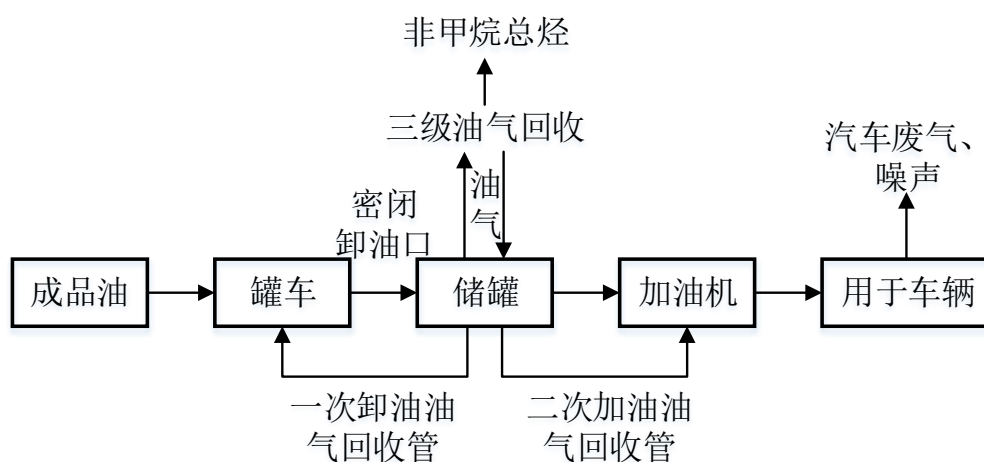 非甲烷总烃
三级油气回收
汽车废气、
噪声
油
气
密闭
卸油口
成品油
罐车
储罐
加油机
用于车辆
一次卸油油
气回收管
二次加油油
气回收管